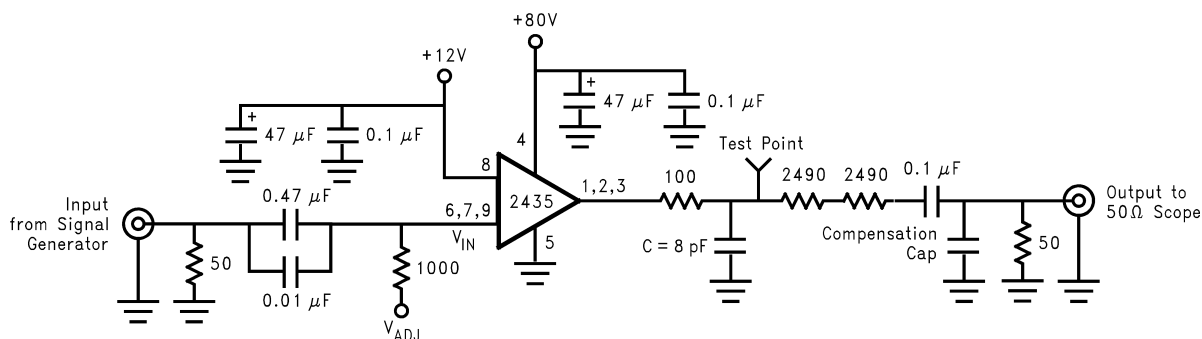 +80V
+12V
+
47 μF
0.1 μF
+
47 μF
0.1 μF
4
8
Test Point
Input
from Signal
Generator
0.47 μF
6,7,9
VIN
2435
1,2,3
100
2490
2490
0.1 μF
Output to
50Ω Scope
50
0.01 μF
1000
5
C = 8 pF
Compensation
Cap
50
VADJ